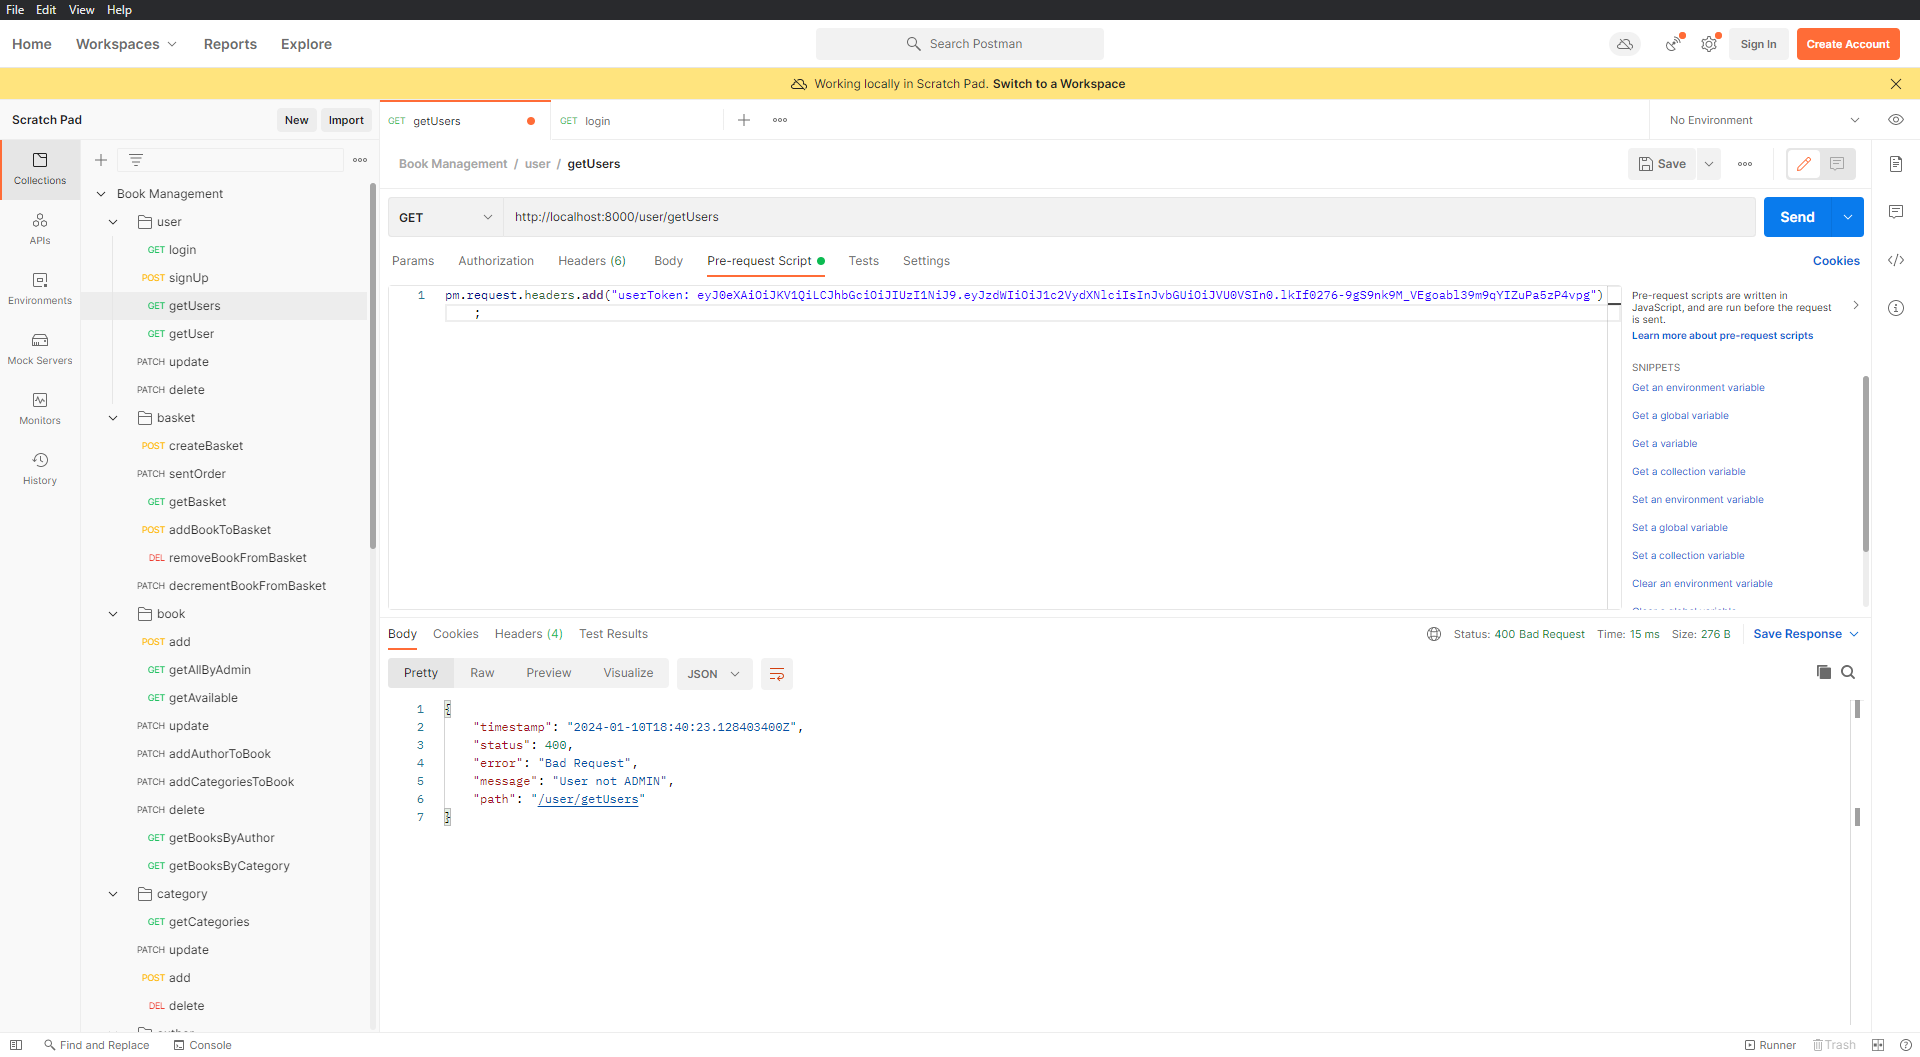 File Edit View Help
Home Workspaces Reports Explore Search Postman Sign In Create Account
Working locally in Scratch Pad. Switch to a Workspace
Scratch Pad New Import GET getUsers GET login No Environment
Book Management / user / getUsers Save
Collections
APIs
Environments
Mock Servers
Monitors
History
Book Management
user
GET login
POST signUp
GET getUsers
GET getUser
PATCH update
PATCH delete
basket
POST createBasket
PATCH sentOrder
GET getBasket
POST addBookToBasket
DEL removeBookFromBasket
PATCH decrementBookFromBasket
book
POST add
GET getAllByAdmin
GET getAvailable
PATCH update
PATCH addAuthorToBook
PATCH addCategoriesToBook
PATCH delete
GET getBooksByAuthor
GET getBooksByCategory
category
GET getCategories
PATCH update
POST add
DEL delete
GET http://localhost:8000/user/getUsers Send
Params Authorization Headers (6) Body Pre-request Script Tests Settings Cookies
1 pm.request.headers.add("userToken: eyJ0eXAiOiJKV1QiLCJhbGciOiJIUzI1NiJ9.eyJzdWIiOiJ1c2VydXNlciIsInJvbGUiOiJVU0VSIn0.lkIf0276-9gS9nk9M_VEgoabl39m9qYIZuPa5zP4vpg")
;
Pre-request scripts are written in
JavaScript, and are run before the request
is sent.
Learn more about pre-request scripts
SNIPPETS
Get an environment variable
Get a global variable
Get a variable
Get a collection variable
Set an environment variable
Set a global variable
Set a collection variable
Clear an environment variable
Body Cookies Headers (4) Test Results Status: 400 Bad Request Time: 15 ms Size: 276 B Save Response
Pretty Raw Preview Visualize JSON
1 {
2 "timestamp": "2024-01-10T18:40:23.128403400Z",
3 "status": 400,
4 "error": "Bad Request",
5 "message": "User not ADMIN",
6 "path": "/user/getUsers"
7 }
Find and Replace Console Runner Trash